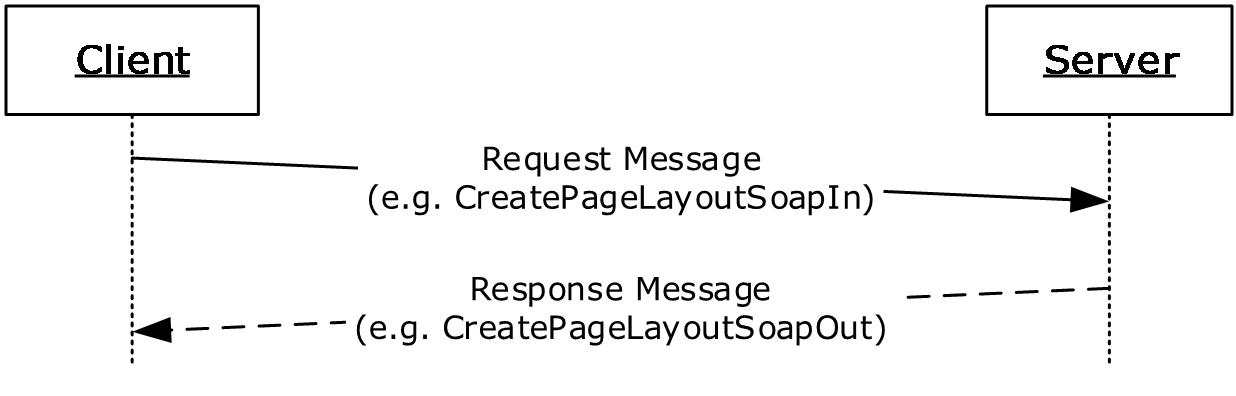 Client
Server
Request Message
(e.g. CreatePageLayoutSoapIn)
Response Message
(e.g. CreatePageLayoutSoapOut)